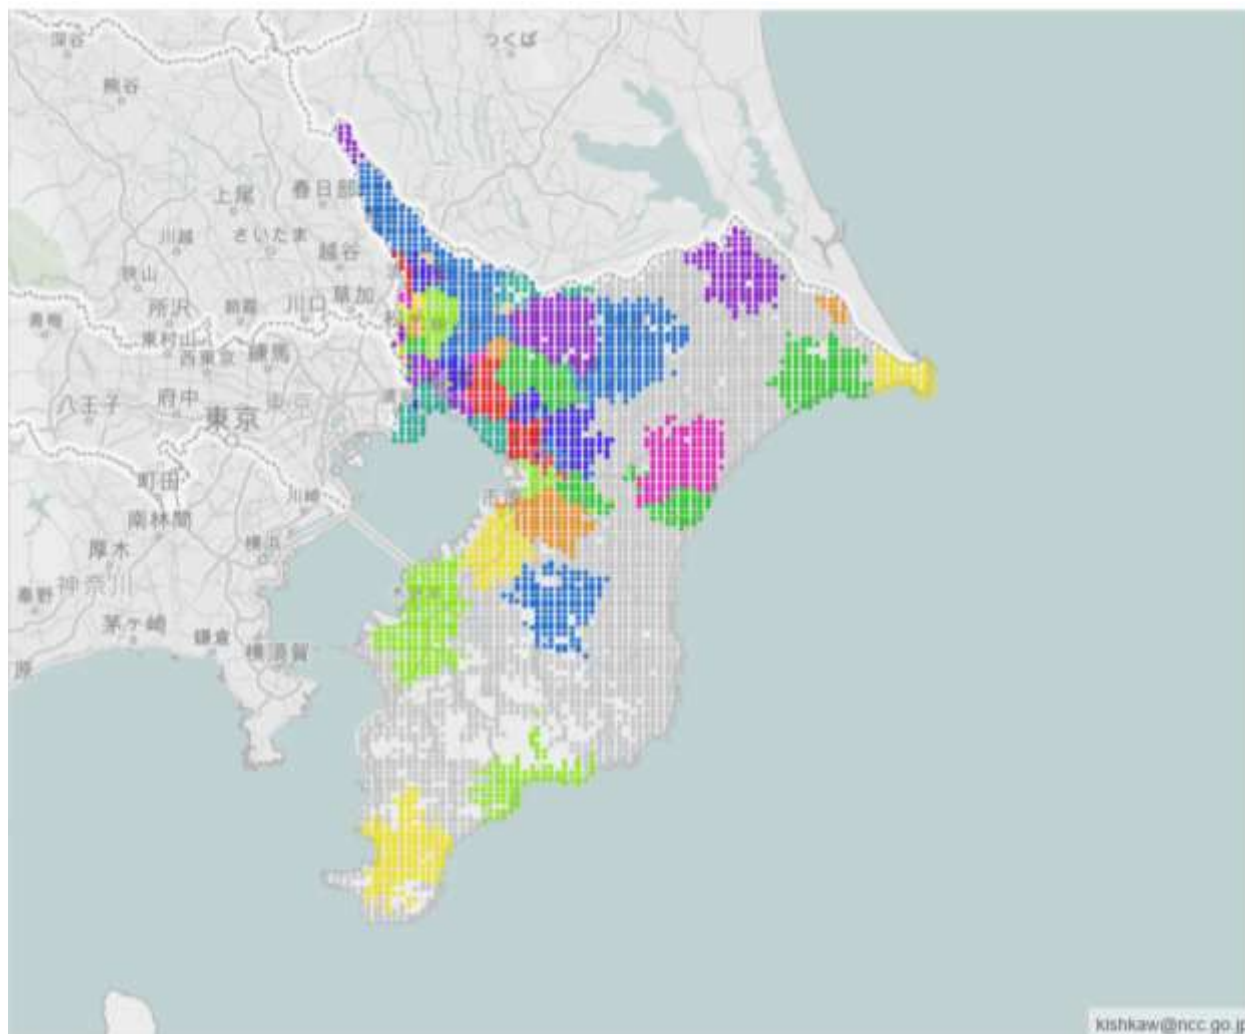 深谷
つくば
熊谷
上尾
春日部
川越
さいたま
越谷
狭山
所沢
朝霞
川口
草加
青梅
東村山
西東京
練馬
八王子
府中
東京
町田
川崎
南林間
横浜
厚木
神奈川
秦野
茅ヶ崎
鎌倉
横須賀
原
市原
kishkaw@ncc.go.jp